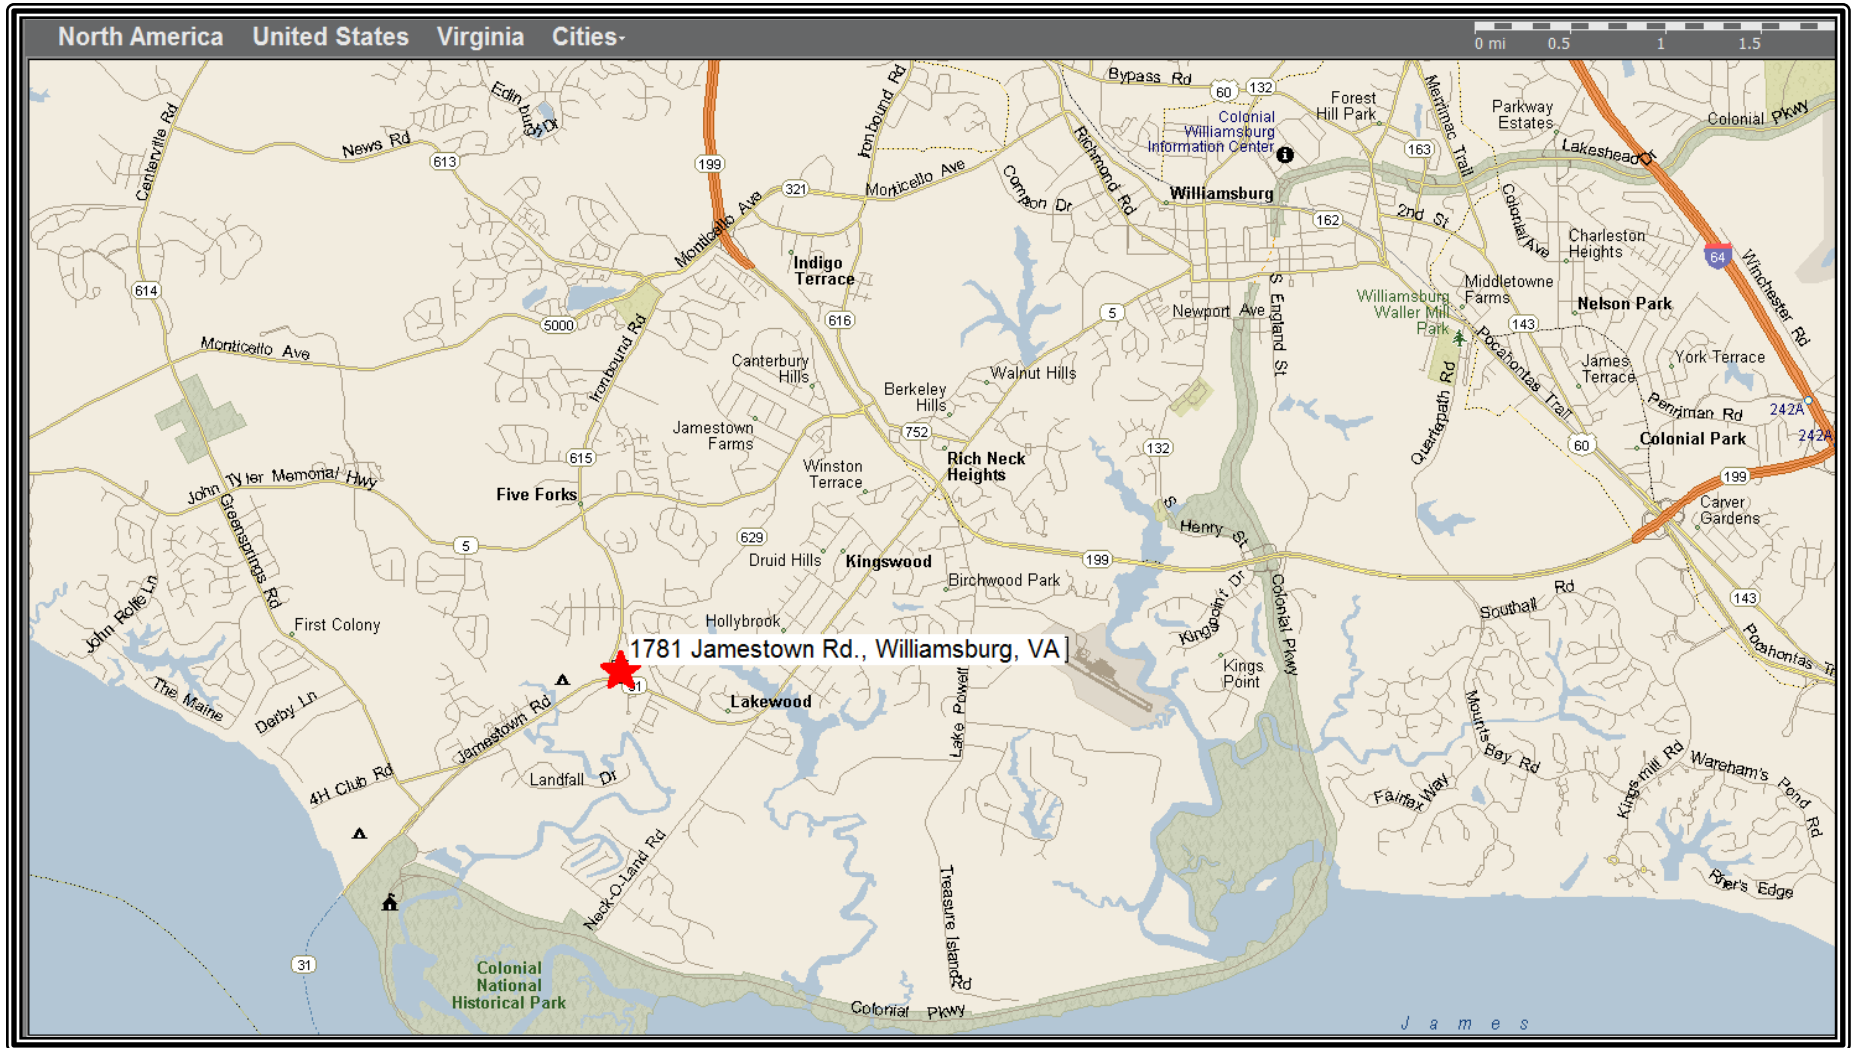 North America United States Virginia Cities-
0 mi 0.5 1 1.5
Bypass Rd
60
132
Forest
Hill Park
Merrimac Trail
Parkway
Estates
Colonial Pkwy
Centerville Rd
Edinburgh Dr
News Rd
613
199
Ironbound Rd
Richmond Rd
Colonial
Williamsburg
Information Center
163
Lakeshead Dr
321
Monticello Ave
Monticello Ave
Compton Dr
Williamsburg
162
2nd St
Colonial Ave
Charleston
Heights
64
Winchester Rd
Indigo
Terrace
614
5000
616
5
S England St
Newport Ave
Williamsburg
Waller Mill
Park
Middletowne
Farms
Nelson Park
143
Monticello Ave
Ironbound Rd
Canterbury
Hills
Walnut Hills
Berkeley
Hills
Pocahontas Trail
James
Terrace
York Terrace
Quarterpath Rd
Penniman Rd
242A
242A
Jamestown
Farms
752
132
60
Colonial Park
615
Rich Neck
Heights
Winston
Terrace
199
John Tyler Memorial Hwy
Five Forks
Carver
Gardens
Greensprings Rd
S Henry St
5
629
Druid Hills
Kingswood
199
Birchwood Park
Kingspoint Dr
Colonial Pkwy
Southall Rd
143
John Rolfe Ln
First Colony
Hollybrook
1781 Jamestown Rd., Williamsburg, VA
Pocahontas Tr
31
Kings
Point
The Maine
Derby Ln
Jamestown Rd
Lakewood
Lake Powell
Mounts Bay Rd
Kingsmill Rd
Wareham's Pond Rd
4H Club Rd
Landfall Dr
Fairfax Way
Neck-O-Land Rd
Treasure Island Rd
River's Edge
31
Colonial
National
Historical Park
Colonial Pkwy
James